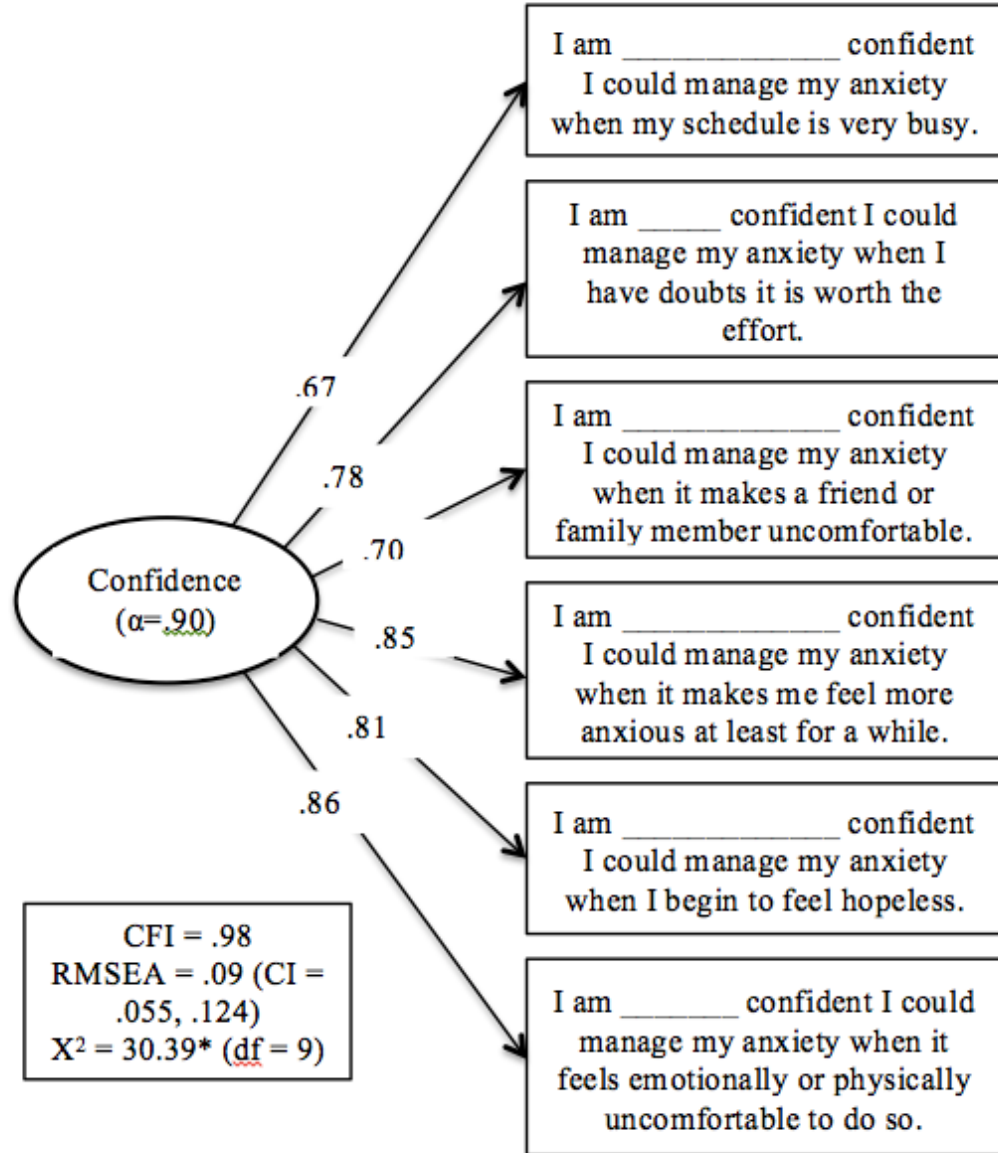 I am _____________ confident
I could manage my anxiety
when my schedule is very busy.
I am _____ confident I could
manage my anxiety when I
have doubts it is worth the
effort.
I am _____________ confident
I could manage my anxiety
when it makes a friend or
family member uncomfortable.
I am _____________ confident
I could manage my anxiety
when it makes me feel more
anxious at least for a while.
I am _____________ confident
I could manage my anxiety
when I begin to feel hopeless.
I am _______ confident I could
manage my anxiety when it
feels emotionally or physically
uncomfortable to do so.
.67
.78
.70
.85
.81
.86
Confidence
(α=.90)
CFI = .98
RMSEA = .09 (CI =
.055, .124)
X² = 30.39* (df = 9)